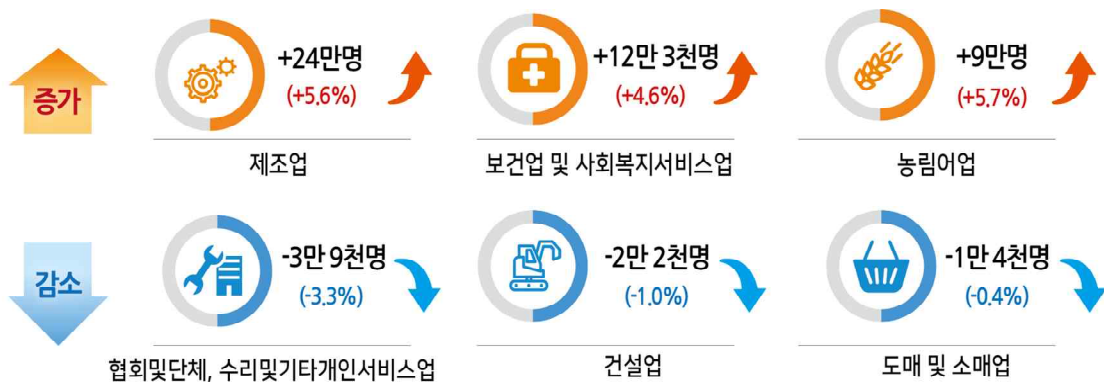 증가
+24만명
(+5.6%)
제조업
+12만 3천명
(+4.6%)
보건업 및 사회복지서비스업
+9만명
(+5.7%)
농림어업
감소
-3만 9천명
(-3.3%)
협회및단체, 수리및기타개인서비스업
-2만 2천명
(-1.0%)
건설업
-1만 4천명
(-0.4%)
도매 및 소매업